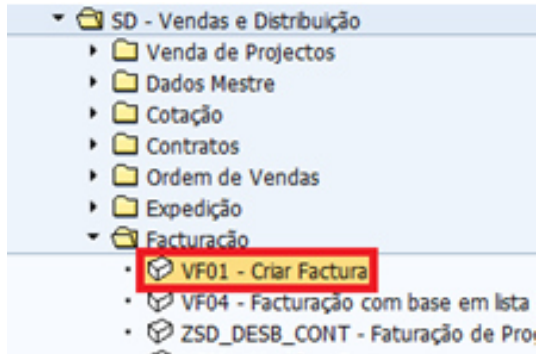 SD - Vendas e Distribuição
Venda de Projectos
Dados Mestre
Cotação
Contratos
Ordem de Vendas
Expedição
Facturação
VF01 - Criar Factura
VF04 - Facturação com base em lista
ZSD_DESB_CONT - Faturação de